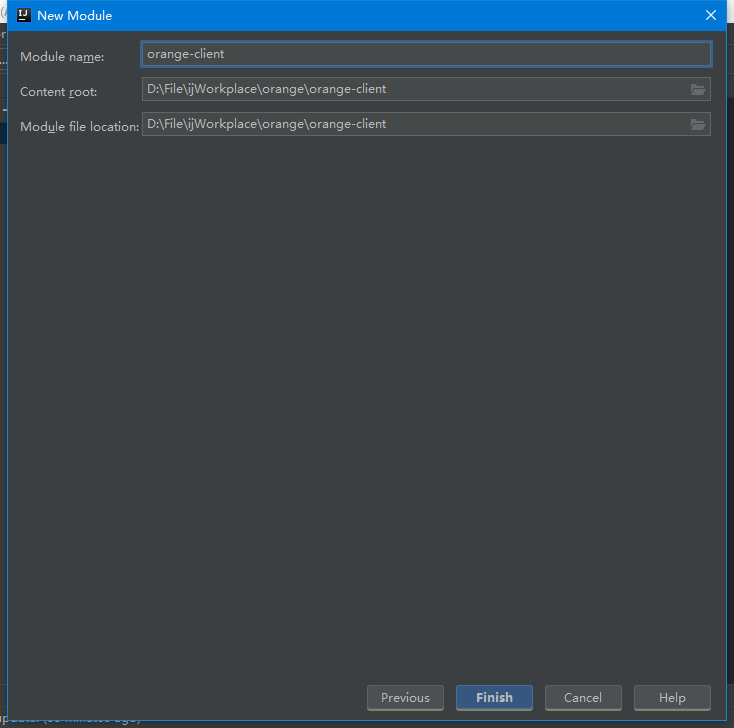 IJ New Module
Module name: orange-client
Content root: D:\File\ijWorkplace\orange\orange-client
Module file location: D:\File\ijWorkplace\orange\orange-client
Previous Finish Cancel Help